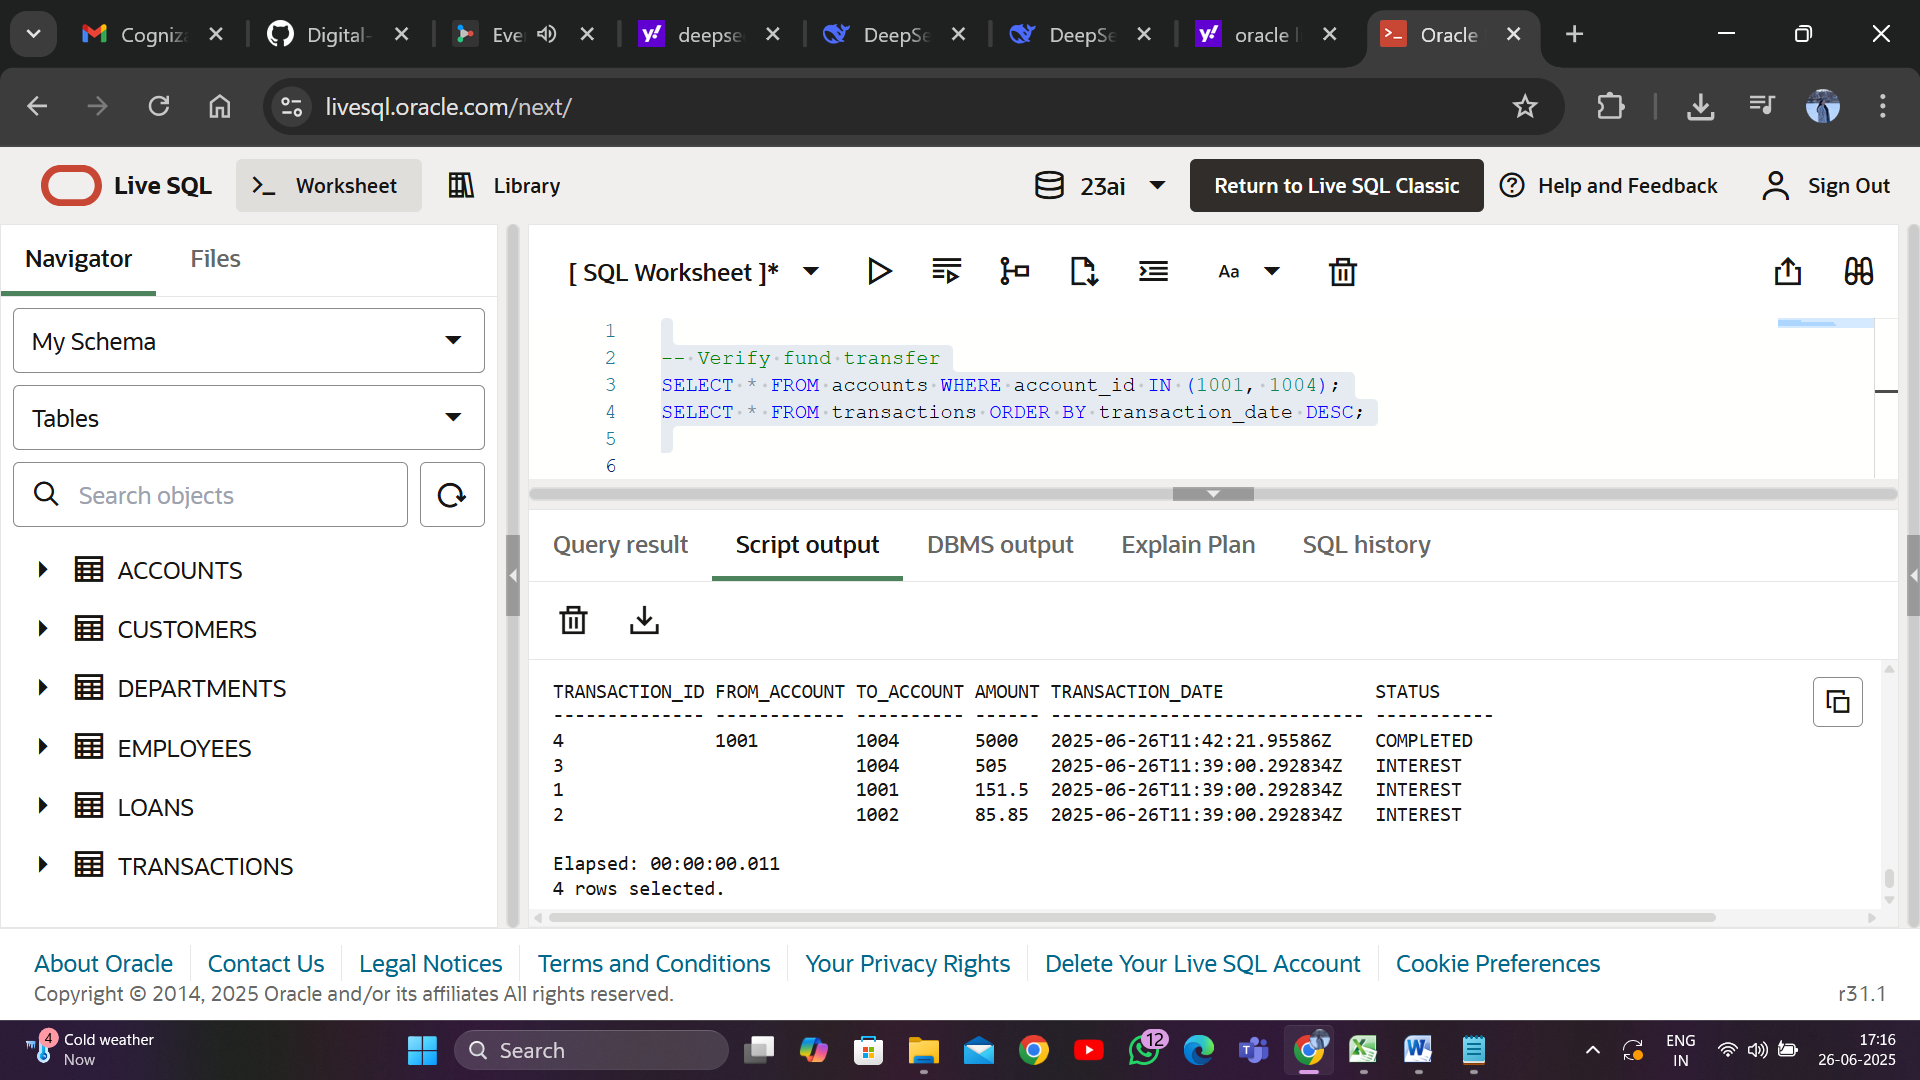 Cogniza
Digital-
Eve
deepse
DeepSe
DeepSe
oracle l
Oracle
livesql.oracle.com/next/
Live SQL
Worksheet
Library
23ai
Return to Live SQL Classic
Help and Feedback
Sign Out
Navigator
Files
[ SQL Worksheet ]*
Aa
My Schema
Tables
Search objects
ACCOUNTS
CUSTOMERS
DEPARTMENTS
EMPLOYEES
LOANS
TRANSACTIONS
1
2 -- Verify fund transfer
3 SELECT * FROM accounts WHERE account_id IN (1001, 1004);
4 SELECT * FROM transactions ORDER BY transaction_date DESC;
5
6
Query result
Script output
DBMS output
Explain Plan
SQL history
TRANSACTION_ID FROM_ACCOUNT TO_ACCOUNT AMOUNT TRANSACTION_DATE STATUS
-------------- ------------ ---------- ------ ----------------------------- -----------
4 1001 1004 5000 2025-06-26T11:42:21.95586Z COMPLETED
3 1004 505 2025-06-26T11:39:00.292834Z INTEREST
1 1001 151.5 2025-06-26T11:39:00.292834Z INTEREST
2 1002 85.85 2025-06-26T11:39:00.292834Z INTEREST
Elapsed: 00:00:00.011
4 rows selected.
About Oracle
Contact Us
Legal Notices
Terms and Conditions
Your Privacy Rights
Delete Your Live SQL Account
Cookie Preferences
Copyright © 2014, 2025 Oracle and/or its affiliates All rights reserved.
r31.1
4
Cold weather
Now
Search
12
ENG
IN
17:16
26-06-2025